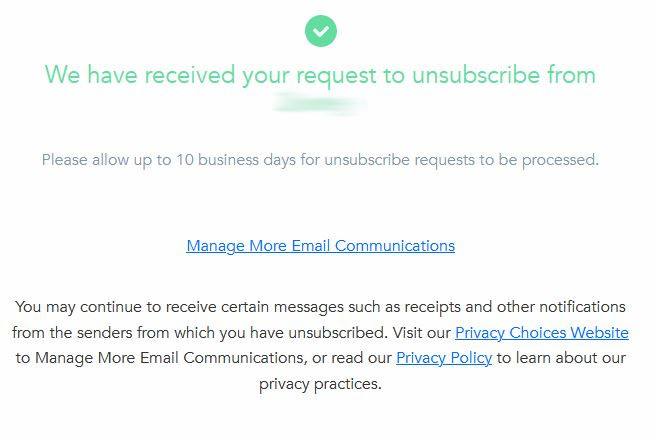 We have received your request to unsubscribe from
Please allow up to 10 business days for unsubscribe requests to be processed.
Manage More Email Communications
You may continue to receive certain messages such as receipts and other notifications
from the senders from which you have unsubscribed. Visit our Privacy Choices Website
to Manage More Email Communications, or read our Privacy Policy to learn about our
privacy practices.